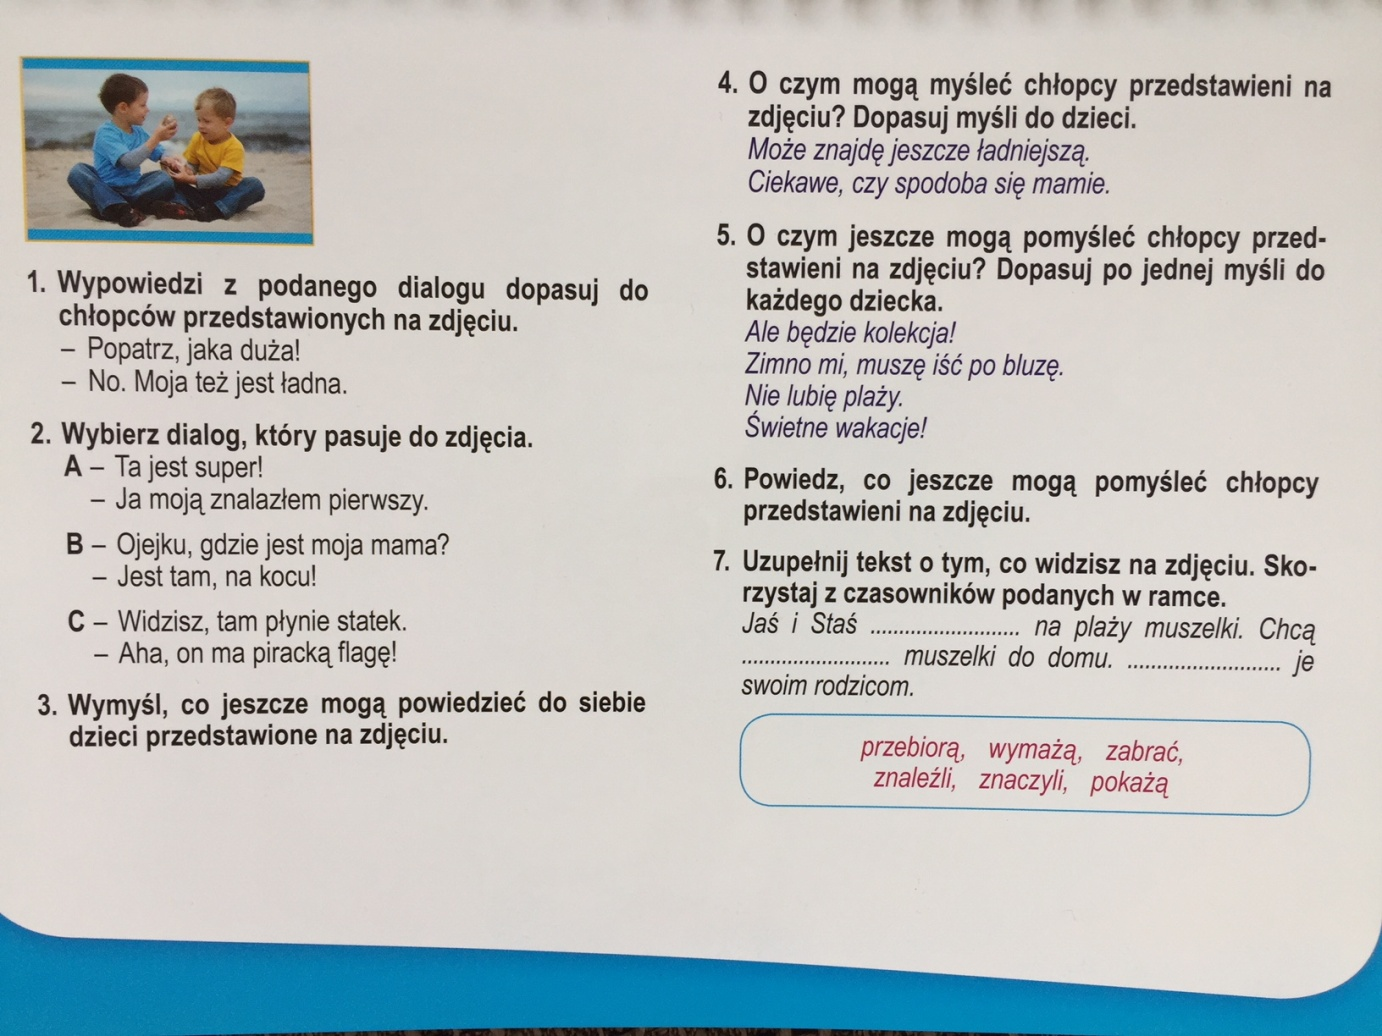 1. Wypowiedzi z podanego dialogu dopasuj do
chłopców przedstawionych na zdjęciu.
– Popatrz, jaka duża!
– No. Moja też jest ładna.
2. Wybierz dialog, który pasuje do zdjęcia.
A – Ta jest super!
– Ja moją znalazłem pierwszy.
B – Ojejku, gdzie jest moja mama?
– Jest tam, na kocu!
C – Widzisz, tam płynie statek.
– Aha, on ma piracką flagę!
3. Wymyśl, co jeszcze mogą powiedzieć do siebie
dzieci przedstawione na zdjęciu.
4. O czym mogą myśleć chłopcy przedstawieni na
zdjęciu? Dopasuj myśli do dzieci.
Może znajdę jeszcze ładniejszą.
Ciekawe, czy spodoba się mamie.
5. O czym jeszcze mogą pomyśleć chłopcy przed-
stawieni na zdjęciu? Dopasuj po jednej myśli do
każdego dziecka.
Ale będzie kolekcja!
Zimno mi, muszę iść po bluzę.
Nie lubię plaży.
Świetne wakacje!
6. Powiedz, co jeszcze mogą pomyśleć chłopcy
przedstawieni na zdjęciu.
7. Uzupełnij tekst o tym, co widzisz na zdjęciu. Sko-
rzystaj z czasowników podanych w ramce.
Jaś i Staś .......................... na plaży muszelki. Chcą
.......................... muszelki do domu. ........................... je
swoim rodzicom.
przebiorą, wymażą, zabrać,
znaleźli, znaczyli, pokażą